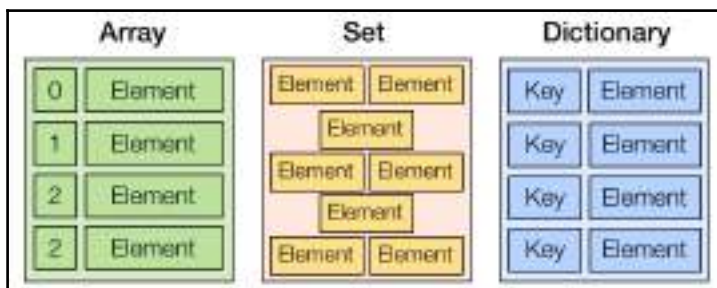 Array
0 Element
1 Element
2 Element
2 Element
Set
Element Element
Element
Element Element
Element
Element Element
Dictionary
Key Element
Key Element
Key Element
Key Element